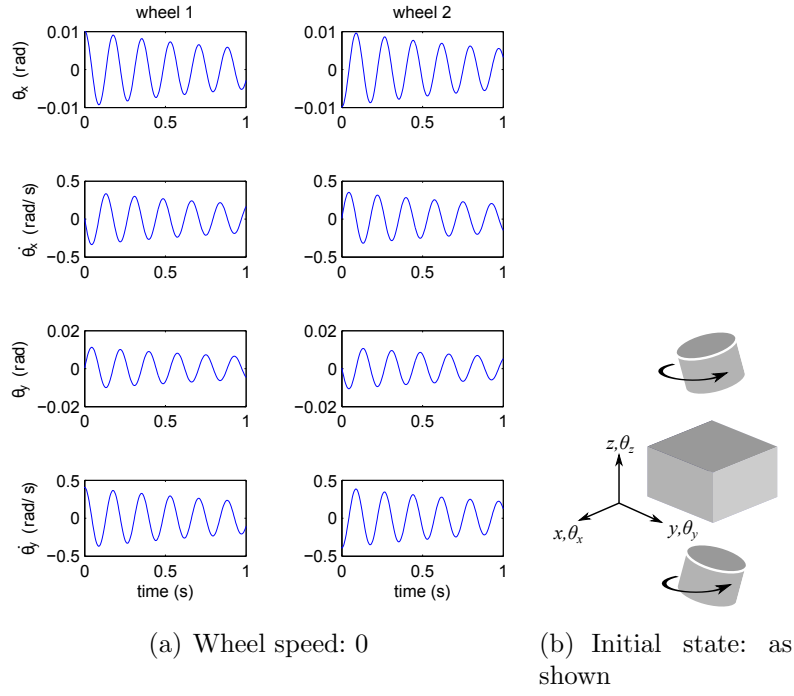 wheel 1
wheel 2
0.01
0
−0.01
0 0.5 1
θx (rad)
0.01
0
−0.01
0 0.5 1
0.5
0
−0.5
0 0.5 1
θ̇x (rad/ s)
0.5
0
−0.5
0 0.5 1
0.02
0
−0.02
0 0.5 1
θy (rad)
0.02
0
−0.02
0 0.5 1
0.5
0
−0.5
0 0.5 1
θ̇y (rad/ s)
time (s)
0.5
0
−0.5
0 0.5 1
time (s)
z,θz
x,θx
y,θy
(a) Wheel speed: 0
(b) Initial state: as
shown